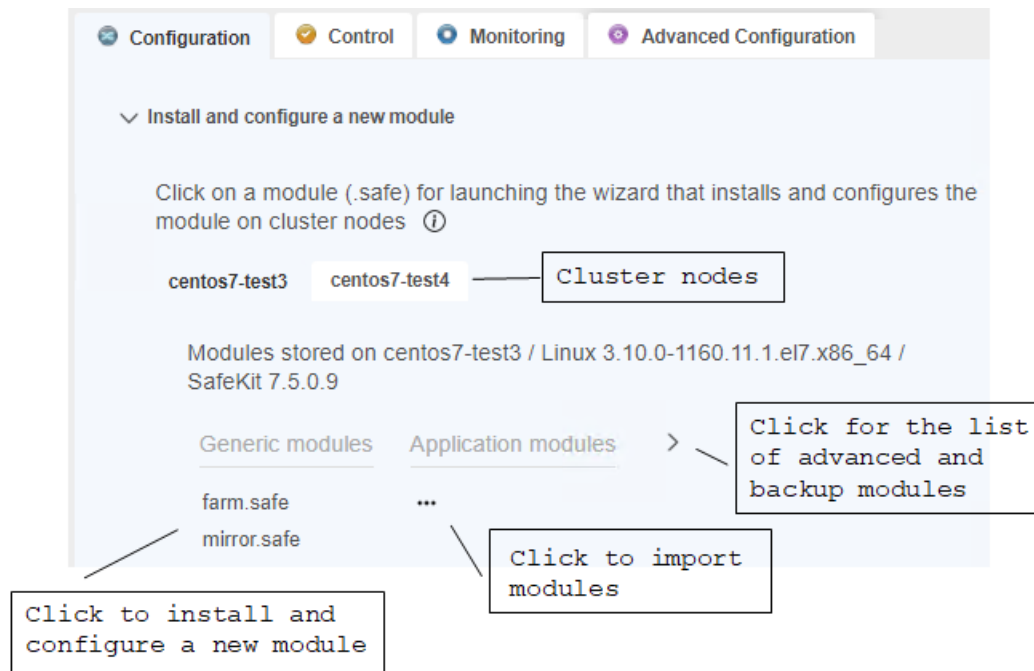 Configuration Control Monitoring Advanced Configuration
Install and configure a new module
Click on a module (.safe) for launching the wizard that installs and configures the
module on cluster nodes
centos7-test3 centos7-test4
Cluster nodes
Modules stored on centos7-test3 / Linux 3.10.0-1160.11.1.el7.x86_64 /
SafeKit 7.5.0.9
Generic modules Application modules
Click for the list
of advanced and
backup modules
farm.safe
mirror.safe
Click to import
modules
Click to install and
configure a new module